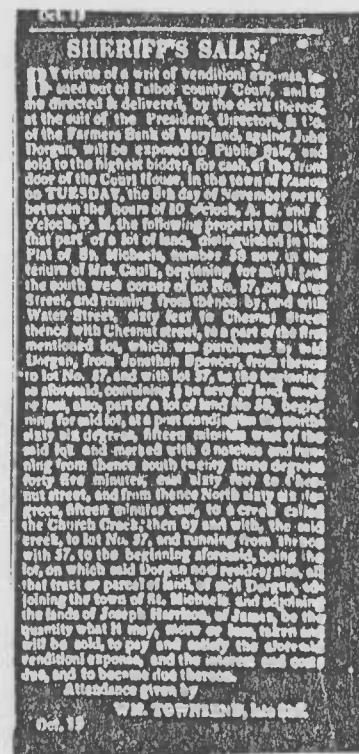 Oct. 11
SHERIFF'S SALE.
BY virtue of a writ of venditioni exponas, is-
sued out of Talbot county Court, and to
me directed & delivered, by the clerk thereof,
at the suit of the President, Directors, & Co.
of the Farmers Bank of Maryland, against John
Dorgan, will be exposed to Public Sale, and
sold to the highest bidder, for cash, at the front
door of the Court House, in the town of Easton
on TUESDAY, the 8th day of November next
between the hours of 10 o'clock, A. M. and
o'clock, P. M, the following property to wit, all
that part of a lot of land, distinguished in the
Plat of St. Michaels, number 58 now in the
tenure of Mrs. Caulk, beginning for said
the south west corner of lot No. 57, on Water
Street, and running from thence by, and with
Water Street, sixty feet to Chesnut street
thence with Chesnut street, to a part of the first
mentioned lot, which was purchased by said
Dorgan, from Jonathan Spencer, from thence
to lot No. 57, and with lot 57, to the beginning
as aforesaid, containing acre of land, more
or less, also, part of a lot of land No 58, begin-
ning for said lot, at a post standing on the north
sixty six degrees, fifteen minutes west of the
said lot and marked with 6 notches and run-
ning from thence south twenty three degrees
forty five minutes, east sixty feet to Ches-
nut street, and from thence North sixty six de-
grees, fifteen minutes east, to a creek called
the Church Creek, then by and with, the said
creek, to lot No, 57, and running from thence
with 57, to the beginning aforesaid, being the
lot, on which said Dorgan now resides; also, all
that tract or parcel of land, of said Dorgan, ad-
joining the town of St. Michaels, and adjoining
the lands of Joseph Harrison, of James, be the
quantity what it may, more or less, taken and
will be sold, to pay and satisfy the aforesaid
venditioni exponas, and the interest and costs
due, and to become due thereon.
Attendance given by
WM. TOWNSEND, late Shff.
Oct. 18